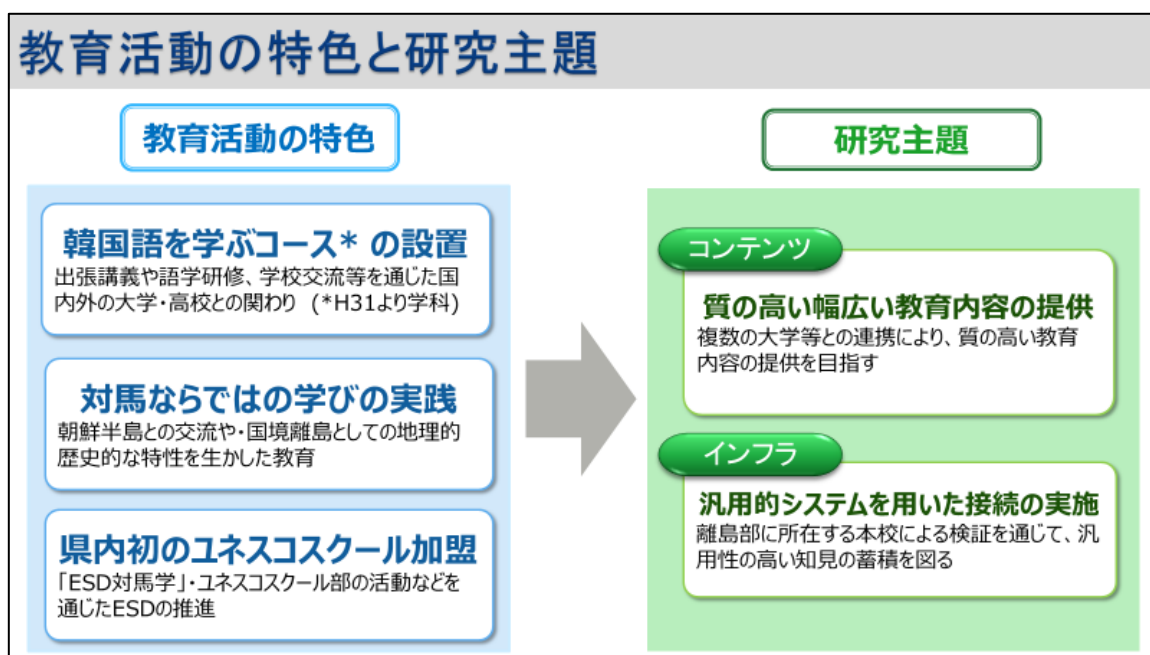 教育活動の特色と研究主題
教育活動の特色
韓国語を学ぶコース* の設置
出張講義や語学研修、学校交流等を通じた国
内外の大学・高校との関わり (*H31より学科)
対馬ならではの学びの実践
朝鮮半島との交流や・国境離島としての地理的
歴史的な特性を生かした教育
県内初のユネスコスクール加盟
「ESD対馬学」・ユネスコスクール部の活動などを
通じたESDの推進
研究主題
コンテンツ
質の高い幅広い教育内容の提供
複数の大学等との連携により、質の高い教育
内容の提供を目指す
インフラ
汎用的システムを用いた接続の実施
離島部に所在する本校による検証を通じて、汎
用性の高い知見の蓄積を図る